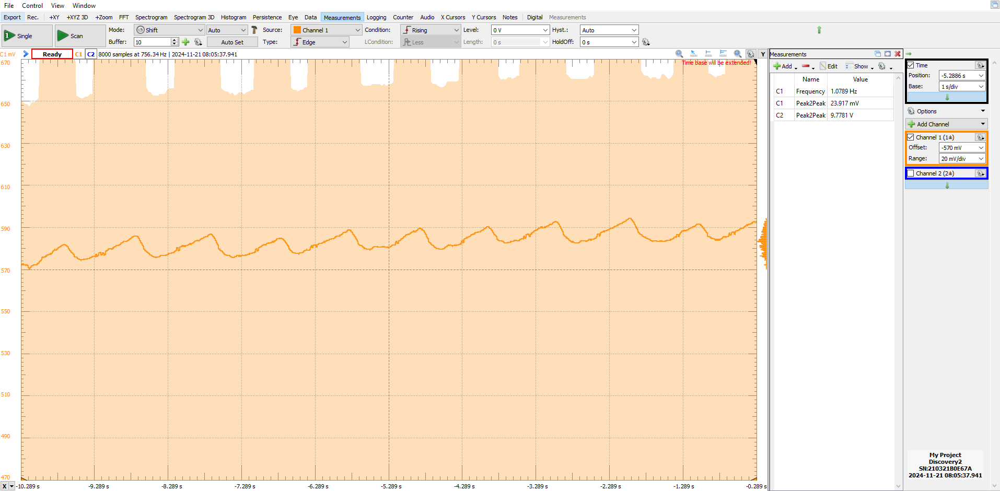 File Control View Window
Export Rec. +XY +XYZ 3D +Zoom FFT Spectrogram Spectrogram 3D Histogram Persistence Eye Data Measurements Logging Counter Audio X Cursors Y Cursors Notes Digital Measurements
1 Single Scan Mode: Shift Auto Source: Channel 1 Condition: Rising Level: 0 V Hyst.: Auto
Buffer: 10 Auto Set Type: Edge LCondition: Less Length: 0 s HoldOff: 0 s
C1 mV Ready C1 C2 8000 samples at 756.34 Hz | 2024-11-21 08:05:37.941 Y
Time base will be extended!
670
650
630
610
590
570
550
530
510
490
470
X -10.289 s -9.289 s -8.289 s -7.289 s -6.289 s -5.289 s -4.289 s -3.289 s -2.289 s -1.289 s -0.289 s
Measurements
Add Edit Show
Name Value
C1 Frequency 1.0789 Hz
C1 Peak2Peak 23.917 mV
C2 Peak2Peak 9.7781 V
Time
Position: -5.2886 s
Base: 1 s/div
Options
Add Channel
Channel 1 (1±)
Offset: -570 mV
Range: 20 mV/div
Channel 2 (2±)
My Project
Discovery2
SN:210321B0E67A
2024-11-21 08:05:37.941